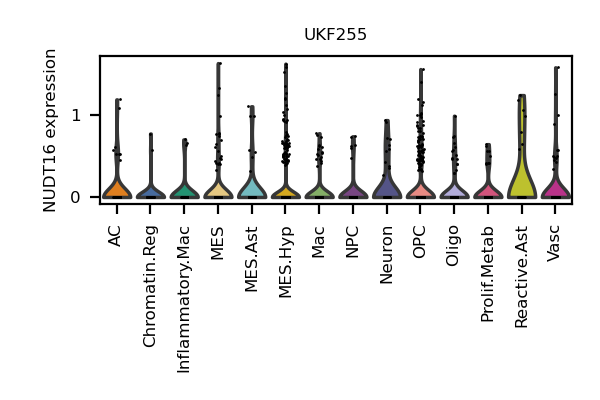 UKF255
NUDT16 expression
1
0
AC
Chromatin.Reg
Inflammatory.Mac
MES
MES.Ast
MES.Hyp
Mac
NPC
Neuron
OPC
Oligo
Prolif.Metab
Reactive.Ast
Vasc